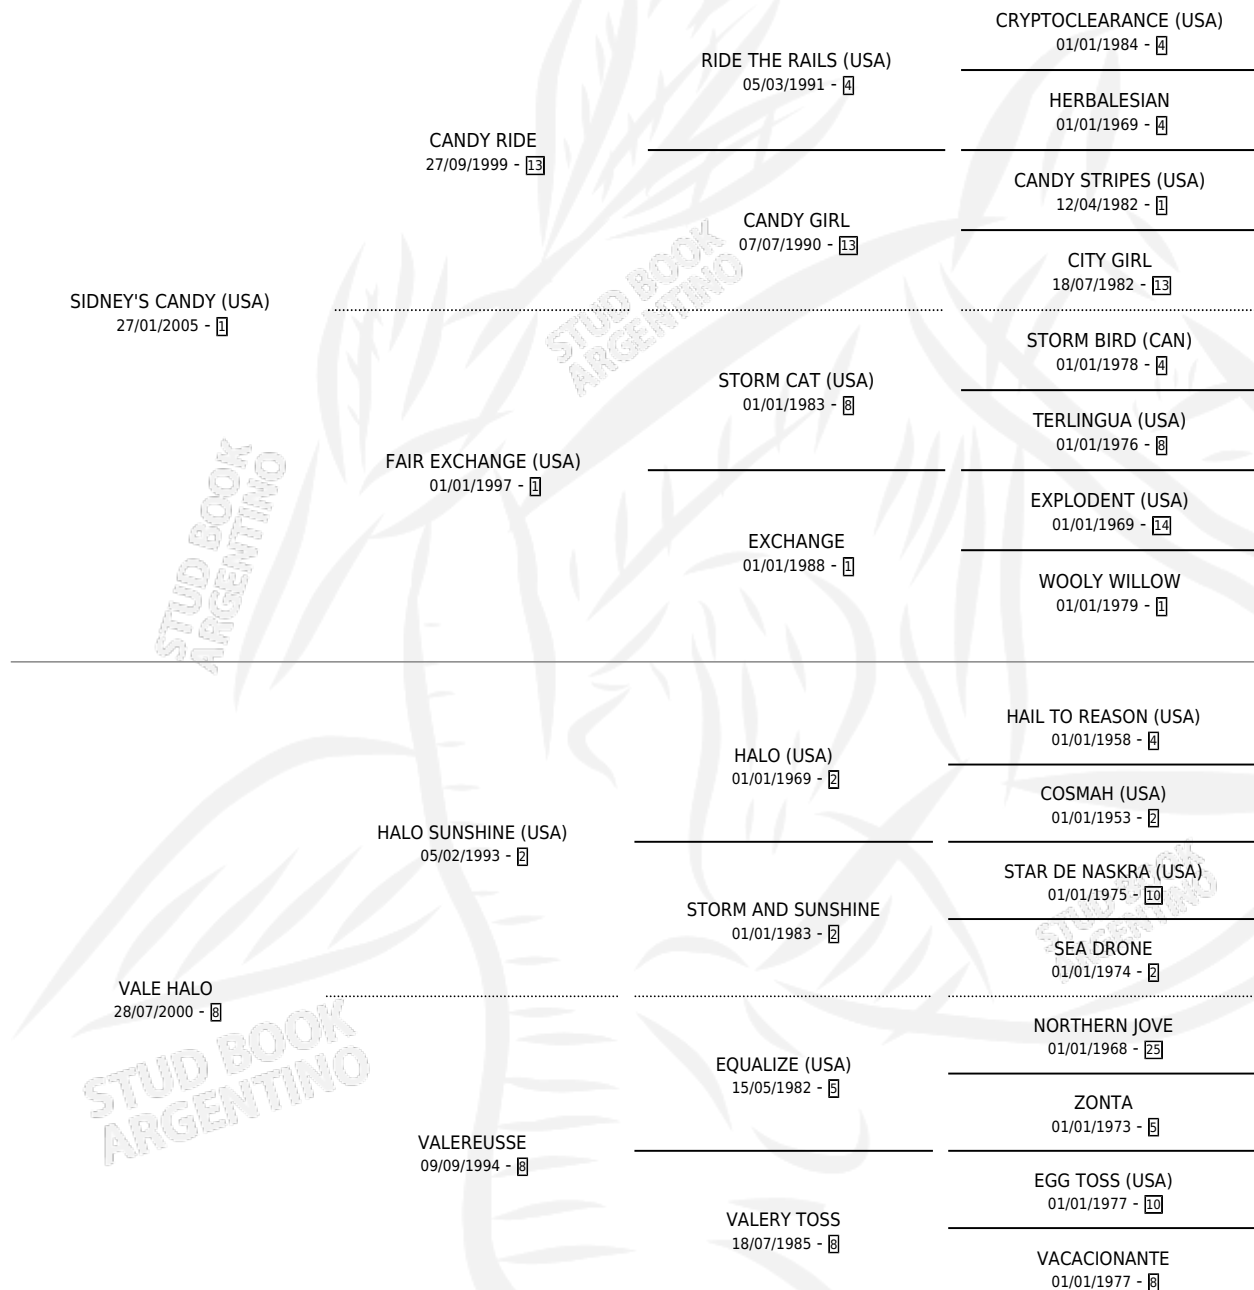 CRYPTOCLEARANCE (USA)
01/01/1984 - 4
RIDE THE RAILS (USA)
05/03/1991 - 4
HERBALESIAN
01/01/1969 - 4
CANDY RIDE
27/09/1999 - 13
CANDY STRIPES (USA)
12/04/1982 - 1
CANDY GIRL
07/07/1990 - 13
CITY GIRL
18/07/1982 - 13
SIDNEY'S CANDY (USA)
27/01/2005 - 1
STORM BIRD (CAN)
01/01/1978 - 4
STORM CAT (USA)
01/01/1983 - 8
TERLINGUA (USA)
01/01/1976 - 8
FAIR EXCHANGE (USA)
01/01/1997 - 1
EXPLODENT (USA)
01/01/1969 - 14
EXCHANGE
01/01/1988 - 1
WOOLY WILLOW
01/01/1979 - 1
HAIL TO REASON (USA)
01/01/1958 - 4
HALO (USA)
01/01/1969 - 2
COSMAH (USA)
01/01/1953 - 2
HALO SUNSHINE (USA)
05/02/1993 - 2
STAR DE NASKRA (USA)
01/01/1975 - 10
STORM AND SUNSHINE
01/01/1983 - 2
SEA DRONE
01/01/1974 - 2
VALE HALO
28/07/2000 - 8
NORTHERN JOVE
01/01/1968 - 25
EQUALIZE (USA)
15/05/1982 - 5
ZONTA
01/01/1973 - 5
VALEREUSSE
09/09/1994 - 8
EGG TOSS (USA)
01/01/1977 - 10
VALERY TOSS
18/07/1985 - 8
VACACIONANTE
01/01/1977 - 8
STUD BOOK
ARGENTINO
STUD BOOK
ARGENTINO
STUD BOOK
ARGENTINO
STUD BOOK
ARGENTINO